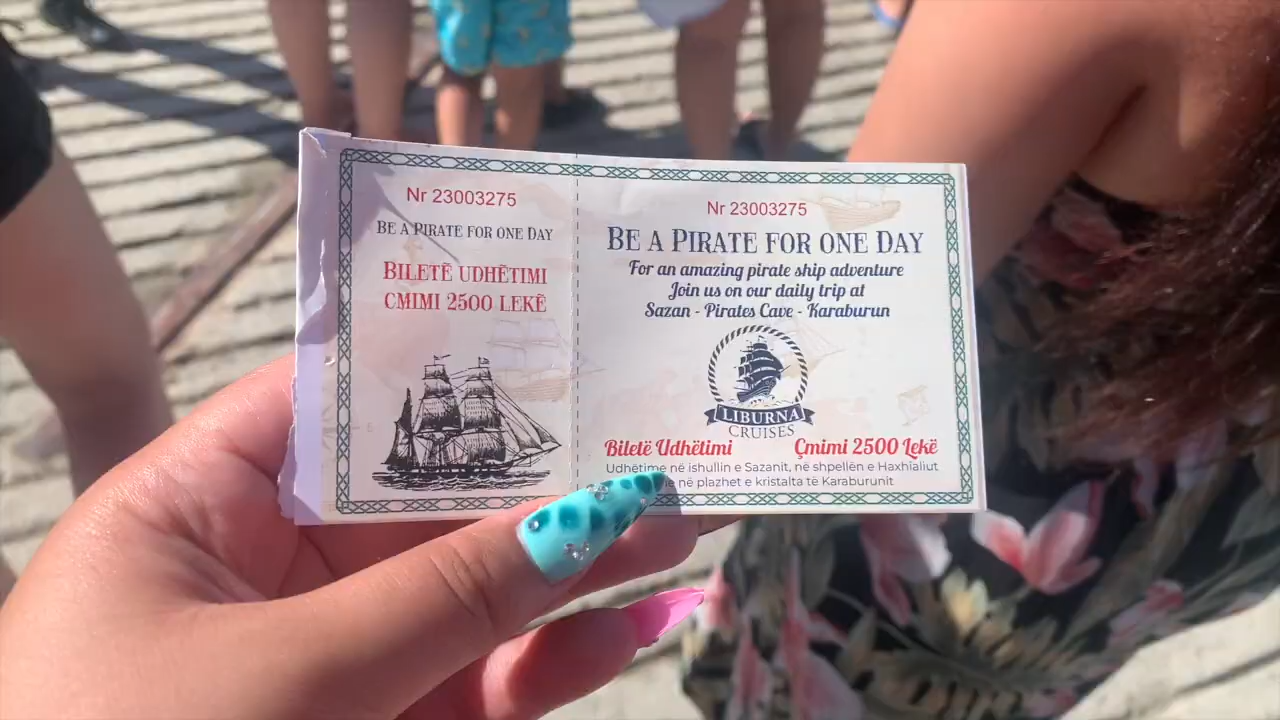 Nr 23003275
BE A PIRATE FOR ONE DAY
BILETË UDHËTIMI
CMIMI 2500 LEKË
Nr 23003275
BE A PIRATE FOR ONE DAY
For an amazing pirate ship adventure
Join us on our daily trip at
Sazan - Pirates Cave - Karaburun
LIBURNA
CRUISES
Biletë Udhëtimi Çmimi 2500 Lekë
Udhëtime në ishullin e Sazanit, në shpellën e Haxhialiut
në plazhet e kristalta të Karaburunit